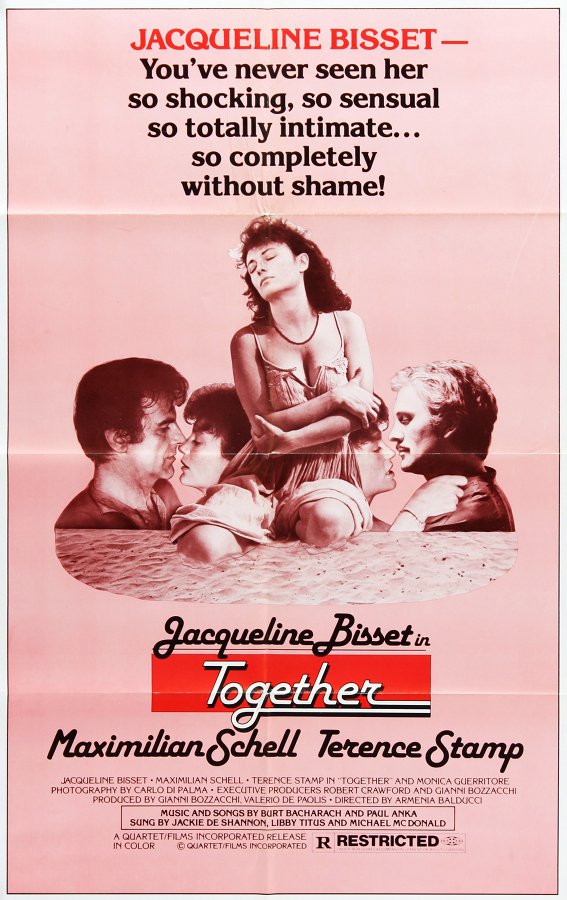 JACQUELINE BISSET—
You've never seen her
so shocking, so sensual
so totally intimate...
so completely
without shame!
Jacqueline Bisset in
Together
Maximilian Schell Terence Stamp
JACQUELINE BISSET • MAXIMILIAN SCHELL • TERENCE STAMP IN "TOGETHER" AND MONICA GUERRITORE
PHOTOGRAPHY BY CARLO DI PALMA • EXECUTIVE PRODUCERS ROBERT CRAWFORD AND GIANNI BOZZACCHI
PRODUCED BY GIANNI BOZZACCHI, VALERIO DE PAOLIS • DIRECTED BY ARMENIA BALDUCCI
MUSIC AND SONGS BY BURT BACHARACH AND PAUL ANKA
SUNG BY JACKIE DE SHANNON, LIBBY TITUS AND MICHAEL MCDONALD
A QUARTET/FILMS INCORPORATED RELEASE
IN COLOR © QUARTET/FILMS INCORPORATED
R RESTRICTED